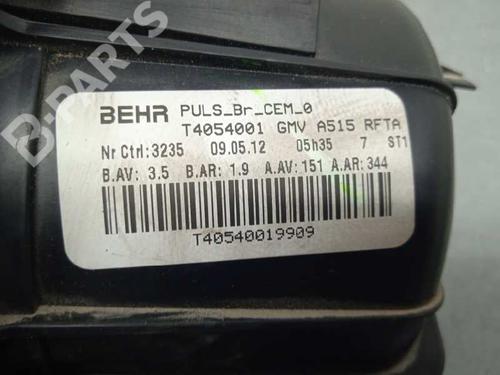 B-PARTS
BEHR PULS_Br_CEM_0
T4054001 GMV A515 RFTA
Nr Ctrl:3235 09.05.12 05h35 7 ST1
B.AV: 3.5 B.AR: 1.9 A.AV: 151 A.AR: 344
T40540019909